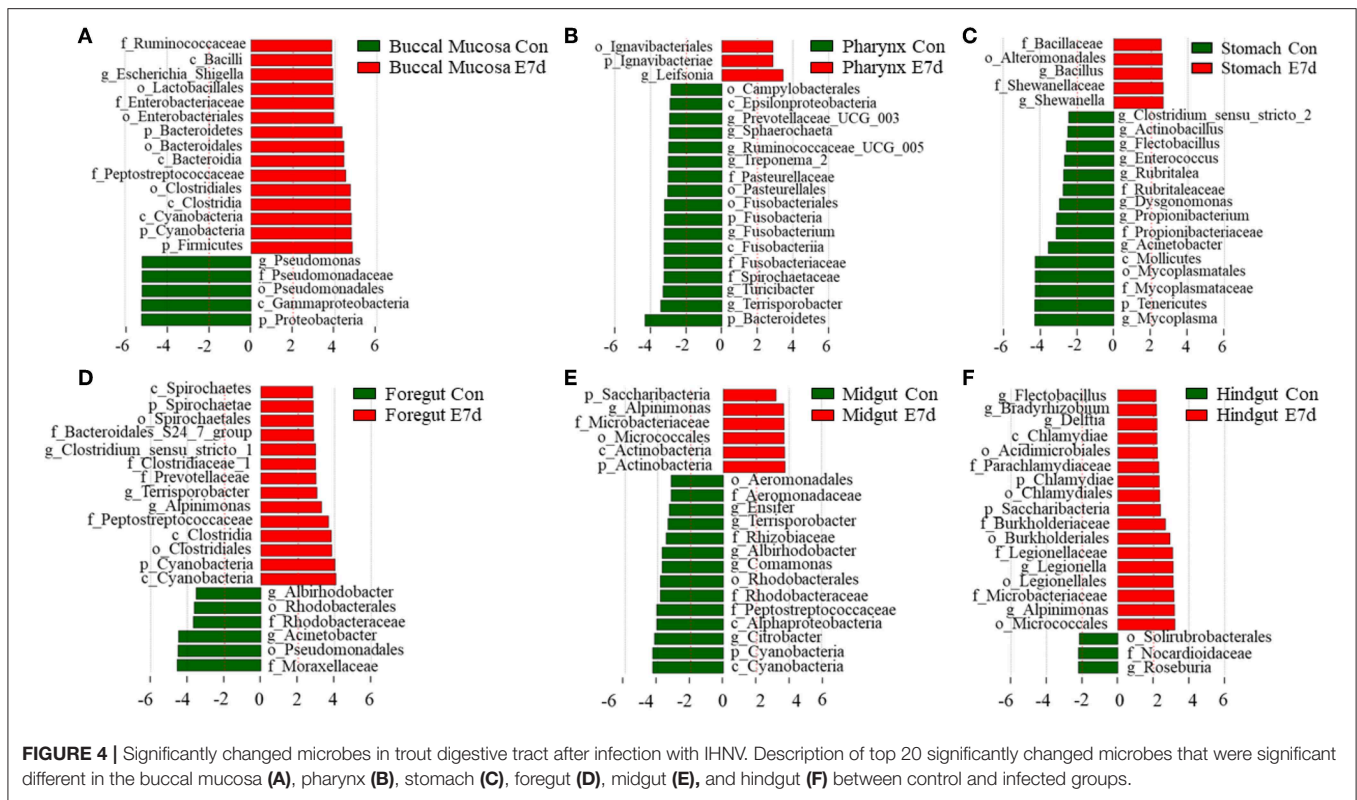 A
Buccal Mucosa Con
Buccal Mucosa E7d
f_Ruminococcaceae
c_Bacilli
g_Escherichia_Shigella
o_Lactobacillales
f_Enterobacteriaceae
o_Enterobacteriales
p_Bacteroidetes
o_Bacteroidales
c_Bacteroidia
f_Peptostreptococcaceae
o_Clostridiales
c_Clostridia
c_Cyanobacteria
p_Cyanobacteria
p_Firmicutes
g_Pseudomonas
f_Pseudomonadaceae
o_Pseudomonadales
c_Gammaproteobacteria
p_Proteobacteria
-6 -4 -2 0 2 4 6
B
Pharynx Con
Pharynx E7d
o_Ignavibacteriales
p_Ignavibacteriae
g_Leifsonia
o_Campylobacterales
c_Epsilonproteobacteria
g_Prevotellaceae_UCG_003
g_Sphaerochaeta
g_Ruminococcaceae_UCG_005
g_Treponema_2
f_Pasteurellaceae
o_Pasteurellales
o_Fusobacteriales
p_Fusobacteria
g_Fusobacterium
c_Fusobacteriia
f_Fusobacteriaceae
f_Spirochaetaceae
g_Turicibacter
g_Terrisporobacter
p_Bacteroidetes
-6 -4 -2 0 2 4 6
C
Stomach Con
Stomach E7d
f_Bacillaceae
o_Alteromonadales
g_Bacillus
f_Shewanellaceae
g_Shewanella
g_Clostridium_sensu_stricto_2
g_Actinobacillus
g_Flectobacillus
g_Enterococcus
g_Rubritalea
f_Rubritaleaceae
g_Dysgonomonas
g_Propionibacterium
f_Propionibacteriaceae
g_Acinetobacter
c_Mollicutes
o_Mycoplasmatales
f_Mycoplasmataceae
p_Tenericutes
g_Mycoplasma
-6 -4 -2 0 2 4 6
D
Foregut Con
Foregut E7d
c_Spirochaetes
p_Spirochaetae
o_Spirochaetales
f_Bacteroidales_S24_7_group
g_Clostridium_sensu_stricto_1
f_Clostridiaceae_1
f_Prevotellaceae
g_Terrisporobacter
g_Alpinimonas
f_Peptostreptococcaceae
c_Clostridia
o_Clostridiales
p_Cyanobacteria
c_Cyanobacteria
g_Albirhodobacter
o_Rhodobacterales
f_Rhodobacteraceae
g_Acinetobacter
o_Pseudomonadales
f_Moraxellaceae
-6 -4 -2 0 2 4 6
E
Midgut Con
Midgut E7d
p_Saccharibacteria
g_Alpinimonas
f_Microbacteriaceae
o_Micrococcales
c_Actinobacteria
p_Actinobacteria
o_Aeromonadales
f_Aeromonadaceae
g_Ensifer
g_Terrisporobacter
f_Rhizobiaceae
g_Albirhodobacter
g_Comamonas
o_Rhodobacterales
f_Rhodobacteraceae
f_Peptostreptococcaceae
c_Alphaproteobacteria
g_Citrobacter
p_Cyanobacteria
c_Cyanobacteria
-6 -4 -2 0 2 4 6
F
Hindgut Con
Hindgut E7d
g_Flectobacillus
g_Bradyrhizobium
g_Delftia
c_Chlamydiae
o_Acidimicrobiales
f_Parachlamydiaceae
p_Chlamydiae
o_Chlamydiales
p_Saccharibacteria
f_Burkholderiaceae
o_Burkholderiales
f_Legionellaceae
g_Legionella
o_Legionellales
f_Microbacteriaceae
g_Alpinimonas
o_Micrococcales
o_Solirubrobacterales
f_Nocardioidaceae
g_Roseburia
-6 -4 -2 0 2 4 6
FIGURE 4 | Significantly changed microbes in trout digestive tract after infection with IHNV. Description of top 20 significantly changed microbes that were significant
different in the buccal mucosa (A), pharynx (B), stomach (C), foregut (D), midgut (E), and hindgut (F) between control and infected groups.